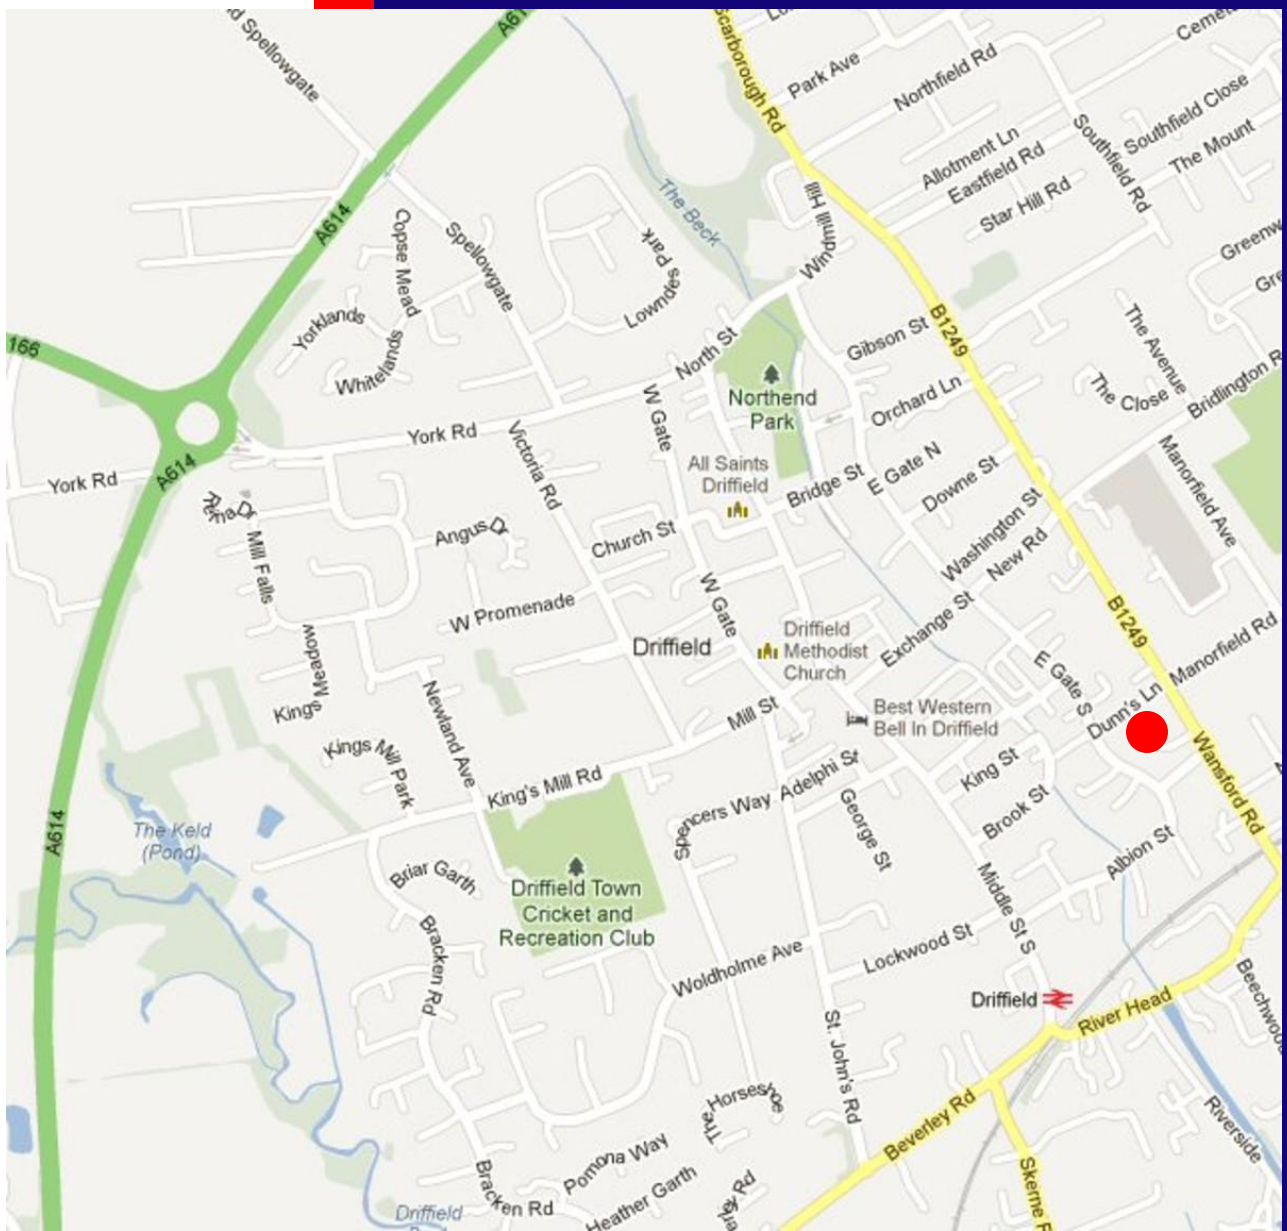 d Spellowgate
A61
Scarborough Rd
Park Ave
Northfield Rd
Cemet
Southfield Rd
Southfield Close
The Mount
Allotment Ln
Eastfield Rd
Star Hill Rd
The Beck
Windmill Hill
Greenw
Gre
A614
Copse Mead
Spellowgate
Lowndes Park
Yorklands
Whitelands
166
North St
Gibson St
B1249
The Avenue
The Close
Bridlington R
Northend
Park
Orchard Ln
W Gate
York Rd
Victoria Rd
York Rd
A614
All Saints
Driffield
Bridge St
E Gate N
Downe St
Manorfield Ave
Mill Falls
Angus
Church St
Washington St
New Rd
W Promenade
W Gate
Exchange St
B1249
Driffield
Driffield
Methodist
Church
Manorfield Rd
Kings Meadow
Newland Ave
Mill St
E Gate S
Dunn's Ln
Best Western
Bell In Driffield
Wansford Rd
Kings Mill Park
King's Mill Rd
Spencers Way
Adelphi St
King St
Brook St
George St
Albion St
A614
The Keld
(Pond)
Briar Garth
Driffield Town
Cricket and
Recreation Club
Middle St S
Bracken Rd
Woldholme Ave
Lockwood St
Beechwood
Driffield
River Head
St. John's Rd
The Horseshoe
Beverley Rd
Riverside
Pomona Way
Heather Garth
Bracken Rd
Skerne R
Driffield